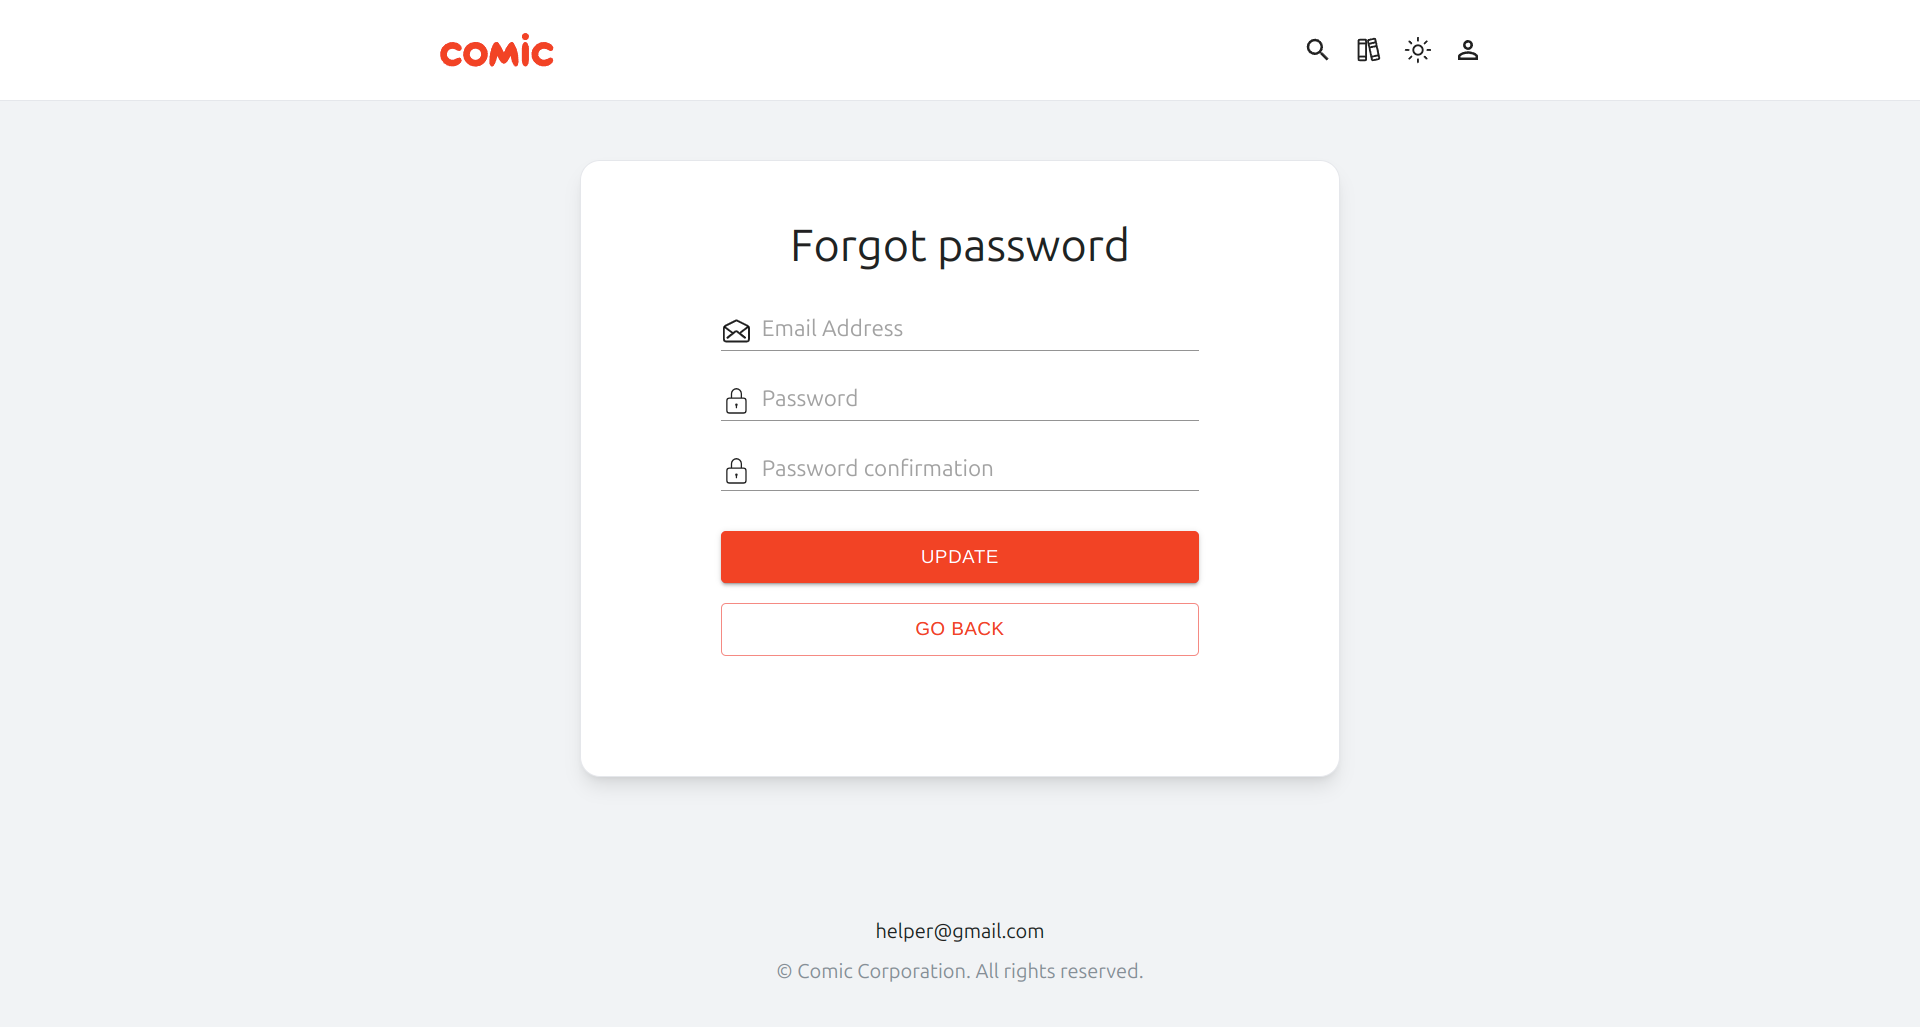 comic
Forgot password
Email Address
Password
Password confirmation
UPDATE
GO BACK
helper@gmail.com
© Comic Corporation. All rights reserved.